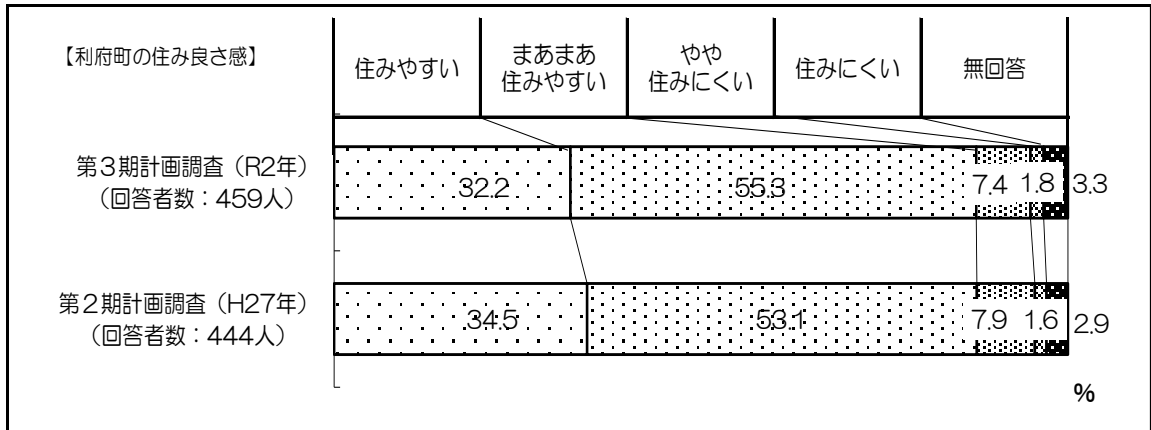 【利府町の住み良さ感】
住みやすい
まあまあ
住みやすい
やや
住みにくい
住みにくい
無回答
第3期計画調査（R2年）
（回答者数：459人）
32.2
55.3
7.4
1.8
3.3
第2期計画調査（H27年）
（回答者数：444人）
34.5
53.1
7.9
1.6
2.9
%